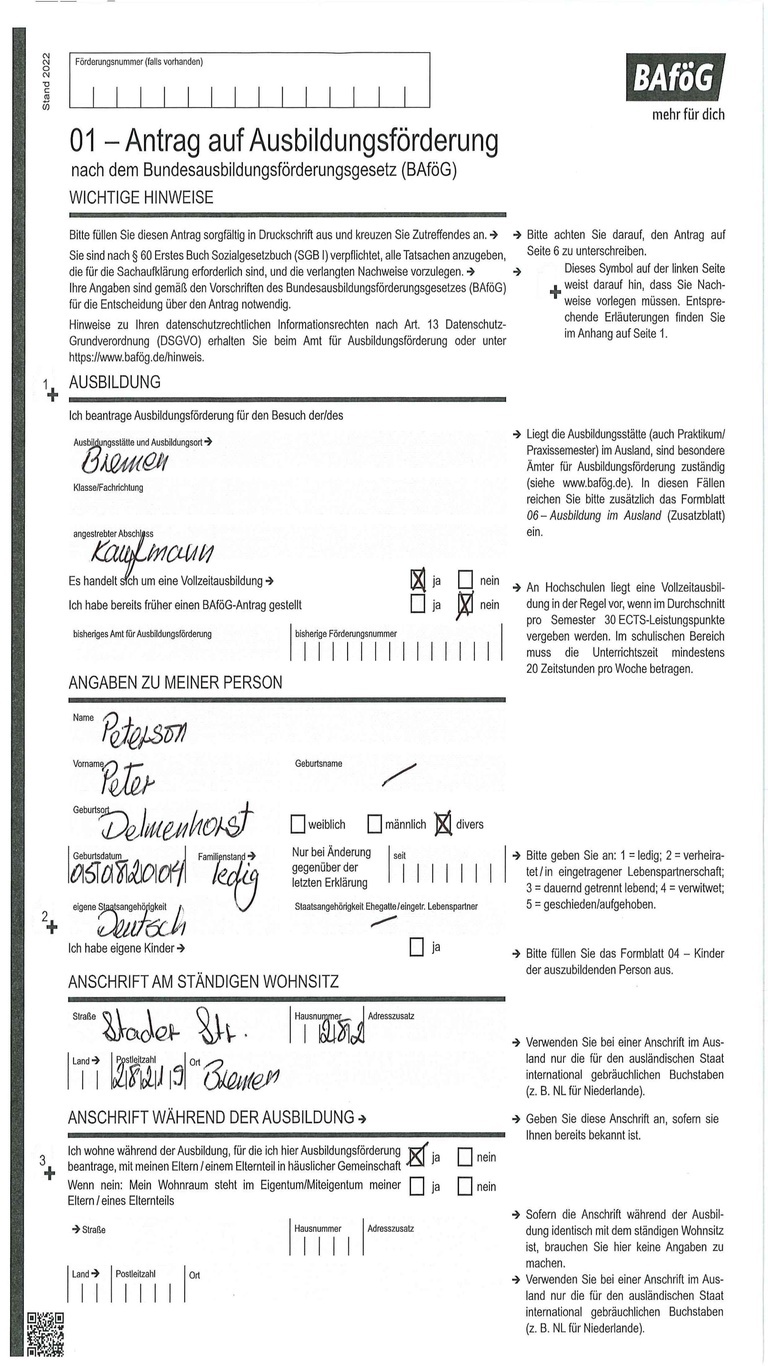 Stand 2022
Förderungsnummer (falls vorhanden)
BAföG
mehr für dich
01 – Antrag auf Ausbildungsförderung
nach dem Bundesausbildungsförderungsgesetz (BAföG)
WICHTIGE HINWEISE
Bitte füllen Sie diesen Antrag sorgfältig in Druckschrift aus und kreuzen Sie Zutreffendes an. →
Sie sind nach § 60 Erstes Buch Sozialgesetzbuch (SGB I) verpflichtet, alle Tatsachen anzugeben,
die für die Sachaufklärung erforderlich sind, und die verlangten Nachweise vorzulegen. →
Ihre Angaben sind gemäß den Vorschriften des Bundesausbildungsförderungsgesetzes (BAföG)
für die Entscheidung über den Antrag notwendig.
Hinweise zu Ihren datenschutzrechtlichen Informationsrechten nach Art. 13 Datenschutz-
Grundverordnung (DSGVO) erhalten Sie beim Amt für Ausbildungsförderung oder unter
https://www.bafög.de/hinweis.
→ Bitte achten Sie darauf, den Antrag auf
Seite 6 zu unterschreiben.
→ Dieses Symbol auf der linken Seite
+ weist darauf hin, dass Sie Nach-
weise vorlegen müssen. Entspre-
chende Erläuterungen finden Sie
im Anhang auf Seite 1.
1 + AUSBILDUNG
Ich beantrage Ausbildungsförderung für den Besuch der/des
Ausbildungsstätte und Ausbildungsort →
Bremen
Klasse/Fachrichtung
angestrebter Abschluss
Kaufmann
Es handelt sich um eine Vollzeitausbildung → ☒ ja ☐ nein
Ich habe bereits früher einen BAföG-Antrag gestellt ☐ ja ☒ nein
bisheriges Amt für Ausbildungsförderung bisherige Förderungsnummer
→ Liegt die Ausbildungsstätte (auch Praktikum/
Praxissemester) im Ausland, sind besondere
Ämter für Ausbildungsförderung zuständig
(siehe www.bafög.de). In diesen Fällen
reichen Sie bitte zusätzlich das Formblatt
06 – Ausbildung im Ausland (Zusatzblatt)
ein.
→ An Hochschulen liegt eine Vollzeitausbil-
dung in der Regel vor, wenn im Durchschnitt
pro Semester 30 ECTS-Leistungspunkte
vergeben werden. Im schulischen Bereich
muss die Unterrichtszeit mindestens
20 Zeitstunden pro Woche betragen.
ANGABEN ZU MEINER PERSON
Name
Peterson
Vorname Geburtsname
Peter
Geburtsort
Delmenhorst ☐ weiblich ☐ männlich ☒ divers
Geburtsdatum Familienstand → Nur bei Änderung seit
05082004 ledig gegenüber der
letzten Erklärung
eigene Staatsangehörigkeit Staatsangehörigkeit Ehegatte/eingetr. Lebenspartner
2 + Deutsch
Ich habe eigene Kinder → ☐ ja
→ Bitte geben Sie an: 1 = ledig; 2 = verheira-
tet/in eingetragener Lebenspartnerschaft;
3 = dauernd getrennt lebend; 4 = verwitwet;
5 = geschieden/aufgehoben.
→ Bitte füllen Sie das Formblatt 04 – Kinder
der auszubildenden Person aus.
ANSCHRIFT AM STÄNDIGEN WOHNSITZ
Straße Hausnummer Adresszusatz
Stader Str. 282
Land → Postleitzahl Ort
28219 Bremen
→ Verwenden Sie bei einer Anschrift im Aus-
land nur die für den ausländischen Staat
international gebräuchlichen Buchstaben
(z. B. NL für Niederlande).
ANSCHRIFT WÄHREND DER AUSBILDUNG →
→ Geben Sie diese Anschrift an, sofern sie
Ihnen bereits bekannt ist.
3 + Ich wohne während der Ausbildung, für die ich hier Ausbildungsförderung
beantrage, mit meinen Eltern / einem Elternteil in häuslicher Gemeinschaft ☒ ja ☐ nein
Wenn nein: Mein Wohnraum steht im Eigentum/Miteigentum meiner ☐ ja ☐ nein
Eltern / eines Elternteils
→ Straße Hausnummer Adresszusatz
Land → Postleitzahl Ort
→ Sofern die Anschrift während der Ausbil-
dung identisch mit dem ständigen Wohnsitz
ist, brauchen Sie hier keine Angaben zu
machen.
→ Verwenden Sie bei einer Anschrift im Aus-
land nur die für den ausländischen Staat
international gebräuchlichen Buchstaben
(z. B. NL für Niederlande).